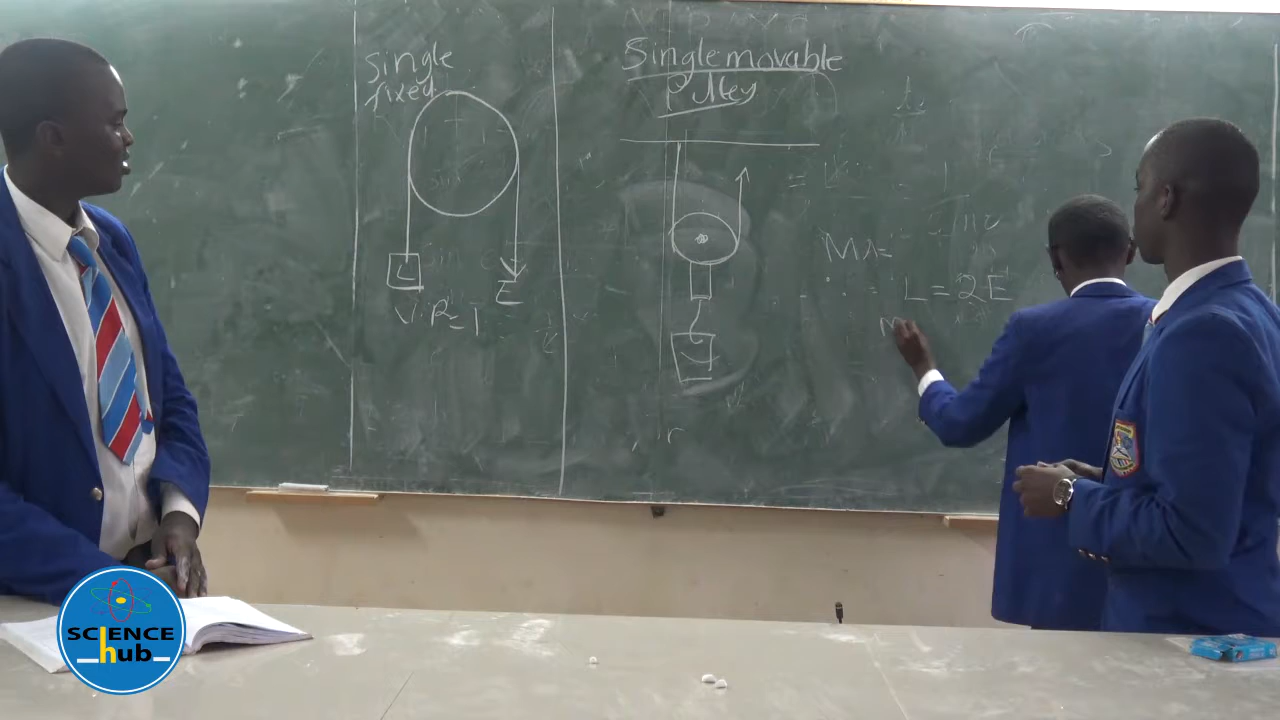 Single
fixed
L
E
V.R=1
Single movable
Pulley
L
MA=
L=2E
SCIENCE
hub